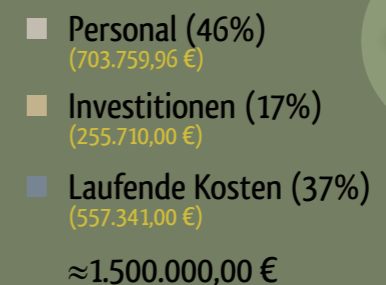 Personal (46%)
(703.759,96 €)
Investitionen (17%)
(255.710,00 €)
Laufende Kosten (37%)
(557.341,00 €)
≈1.500.000,00 €